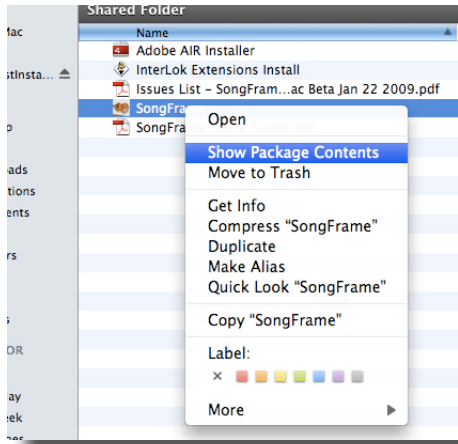 Shared Folder
Name
Adobe AIR Installer
InterLok Extensions Install
Issues List - SongFram...ac Beta Jan 22 2009.pdf
Open
Show Package Contents
Move to Trash
Get Info
Compress “SongFrame”
Duplicate
Make Alias
Quick Look “SongFrame”
Copy “SongFrame”
Label:
More